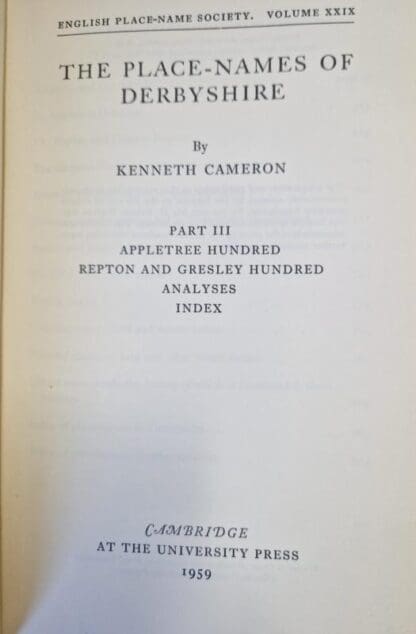 ENGLISH PLACE-NAME SOCIETY. VOLUME XXIX
THE PLACE-NAMES OF
DERBYSHIRE
By
KENNETH CAMERON
PART III
APPLETREE HUNDRED
REPTON AND GRESLEY HUNDRED
ANALYSES
INDEX
CAMBRIDGE
AT THE UNIVERSITY PRESS
1959